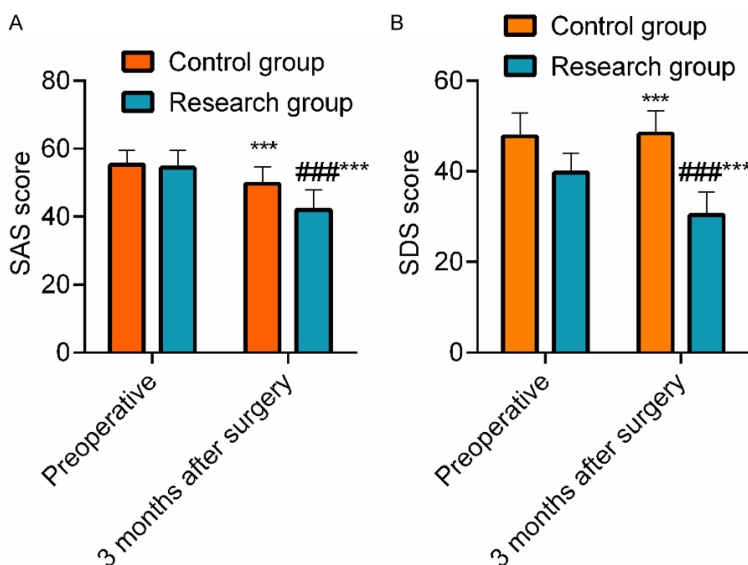 A
Control group
Research group
SAS score
80
60
40
20
0
***
###***
Preoperative
3 months after surgery
B
Control group
Research group
SDS score
60
40
20
0
***
###***
Preoperative
3 months after surgery